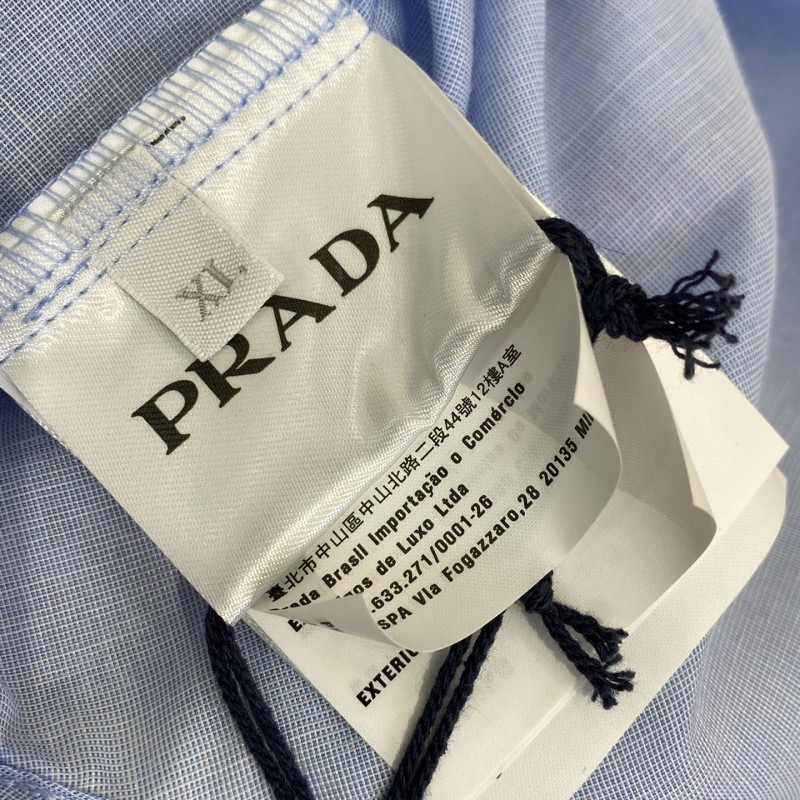 PRADA
XL
臺北市中山區中山北路二段44號12樓A室
Prada Brasil Importação o Comércio
gos de Luxo Ltda
.633.271/0001-26
SPA VIa Fogazzaro,28 20135 MI
EXTERIO